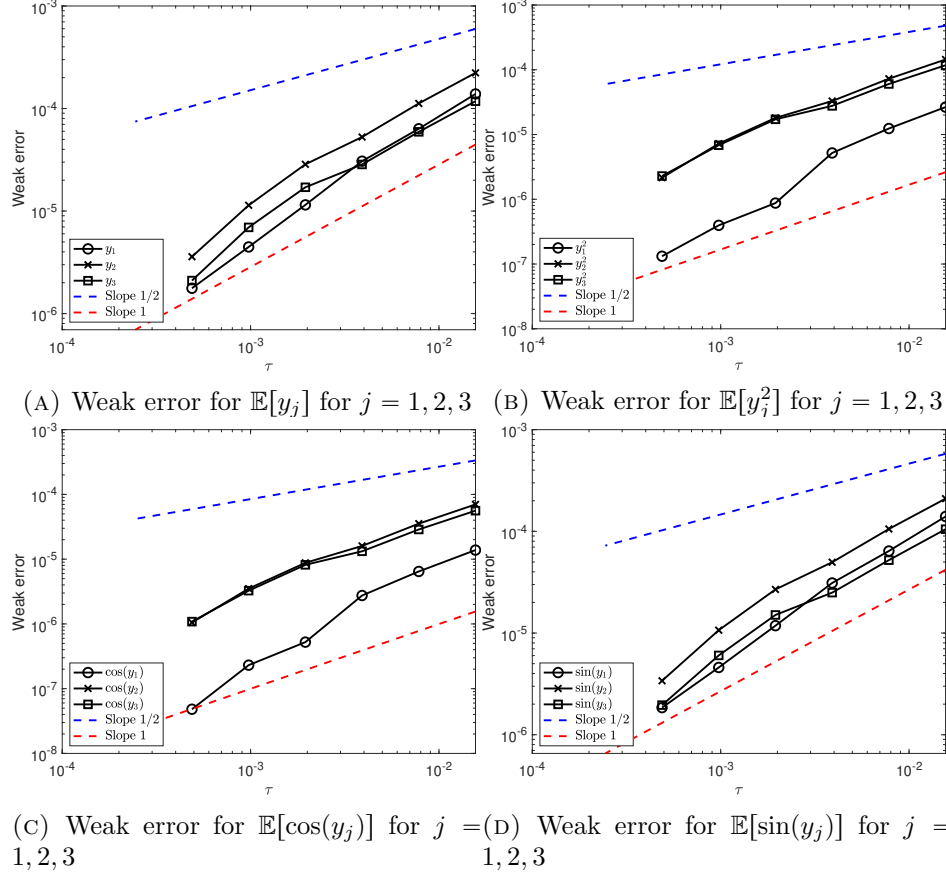 10^{-3}
10^{-4}
10^{-5}
10^{-6}
Weak error
y_1
y_2
y_3
Slope 1/2
Slope 1
10^{-4}
10^{-3}
10^{-2}
τ
(A) Weak error for 𝔼[y_j] for j = 1, 2, 3
10^{-3}
10^{-4}
10^{-5}
10^{-6}
10^{-7}
10^{-8}
Weak error
y_1^2
y_2^2
y_3^2
Slope 1/2
Slope 1
10^{-4}
10^{-3}
10^{-2}
τ
(B) Weak error for 𝔼[y_j^2] for j = 1, 2, 3
10^{-3}
10^{-4}
10^{-5}
10^{-6}
10^{-7}
10^{-8}
Weak error
cos(y_1)
cos(y_2)
cos(y_3)
Slope 1/2
Slope 1
10^{-4}
10^{-3}
10^{-2}
τ
(C) Weak error for 𝔼[cos(y_j)] for j =
1, 2, 3
10^{-3}
10^{-4}
10^{-5}
10^{-6}
Weak error
sin(y_1)
sin(y_2)
sin(y_3)
Slope 1/2
Slope 1
10^{-4}
10^{-3}
10^{-2}
τ
(D) Weak error for 𝔼[sin(y_j)] for j =
1, 2, 3